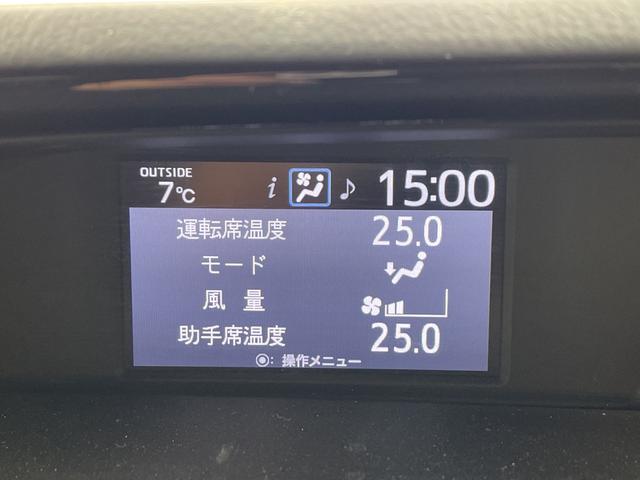 OUTSIDE
7℃ i 15:00
運転席温度 25.0
モード
風量
助手席温度 25.0
◉: 操作メニュー